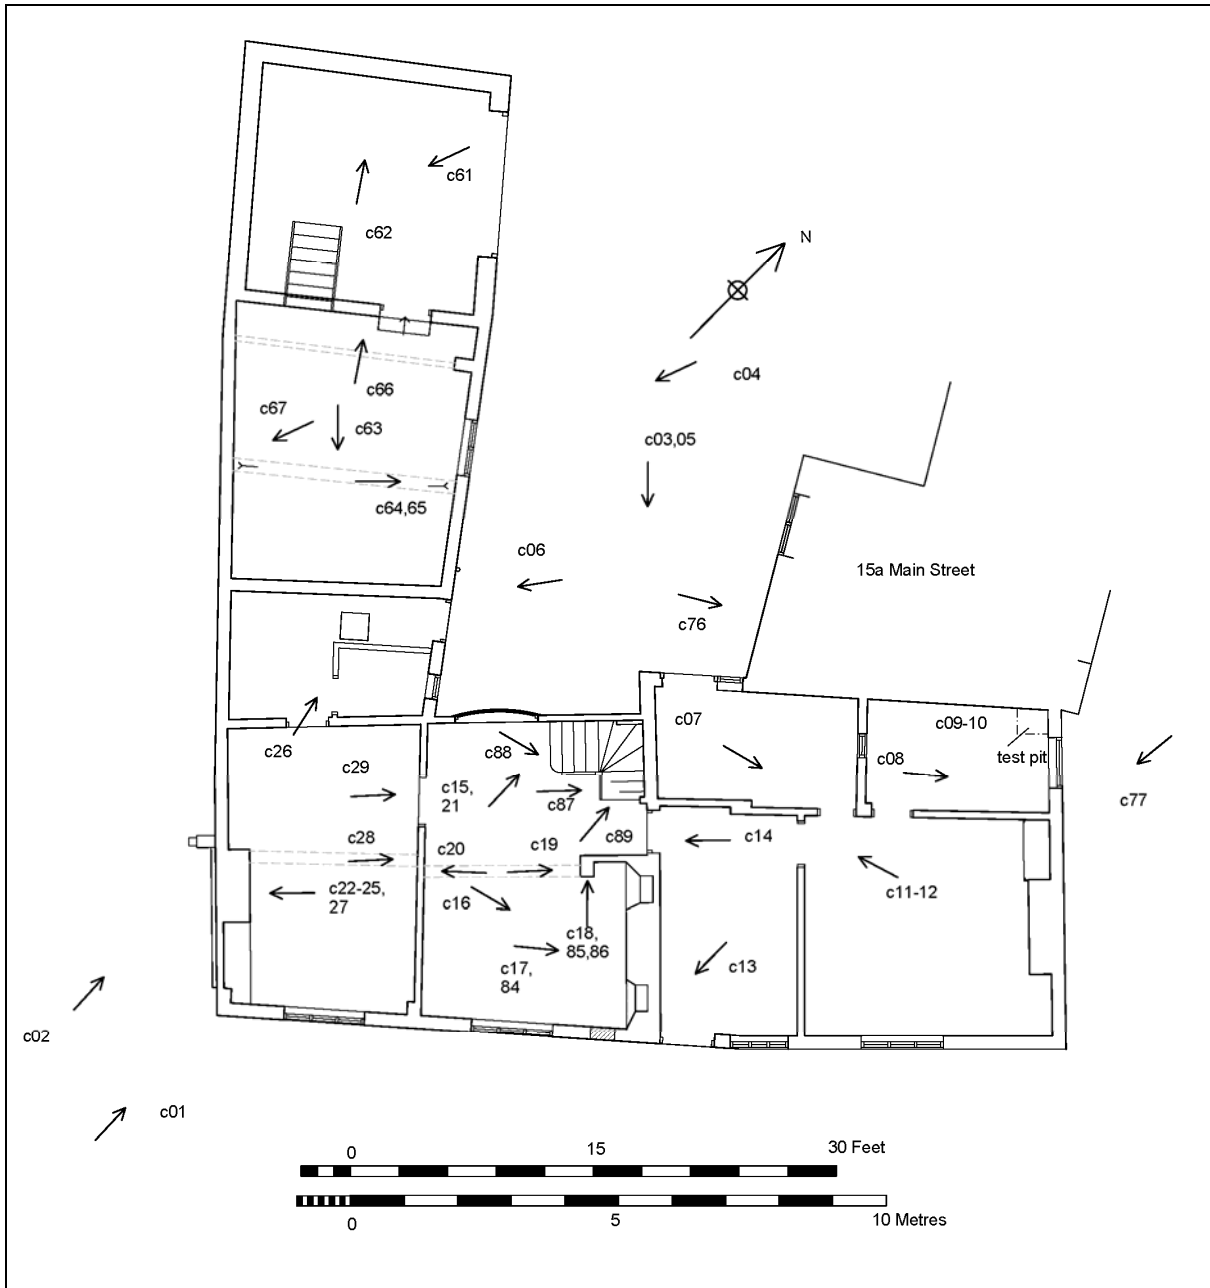 c61
c62
N
c04
c66
c67
c63
c03,05
c64,65
c06
15a Main Street
c76
c07
c09-10
c26
c88
c08
test pit
c29
c15,
21
c87
c77
c28
c20
c19
c89
c14
c22-25,
27
c16
c11-12
c18,
85,86
c17,
84
c13
c02
c01
0 15 30 Feet
0 5 10 Metres